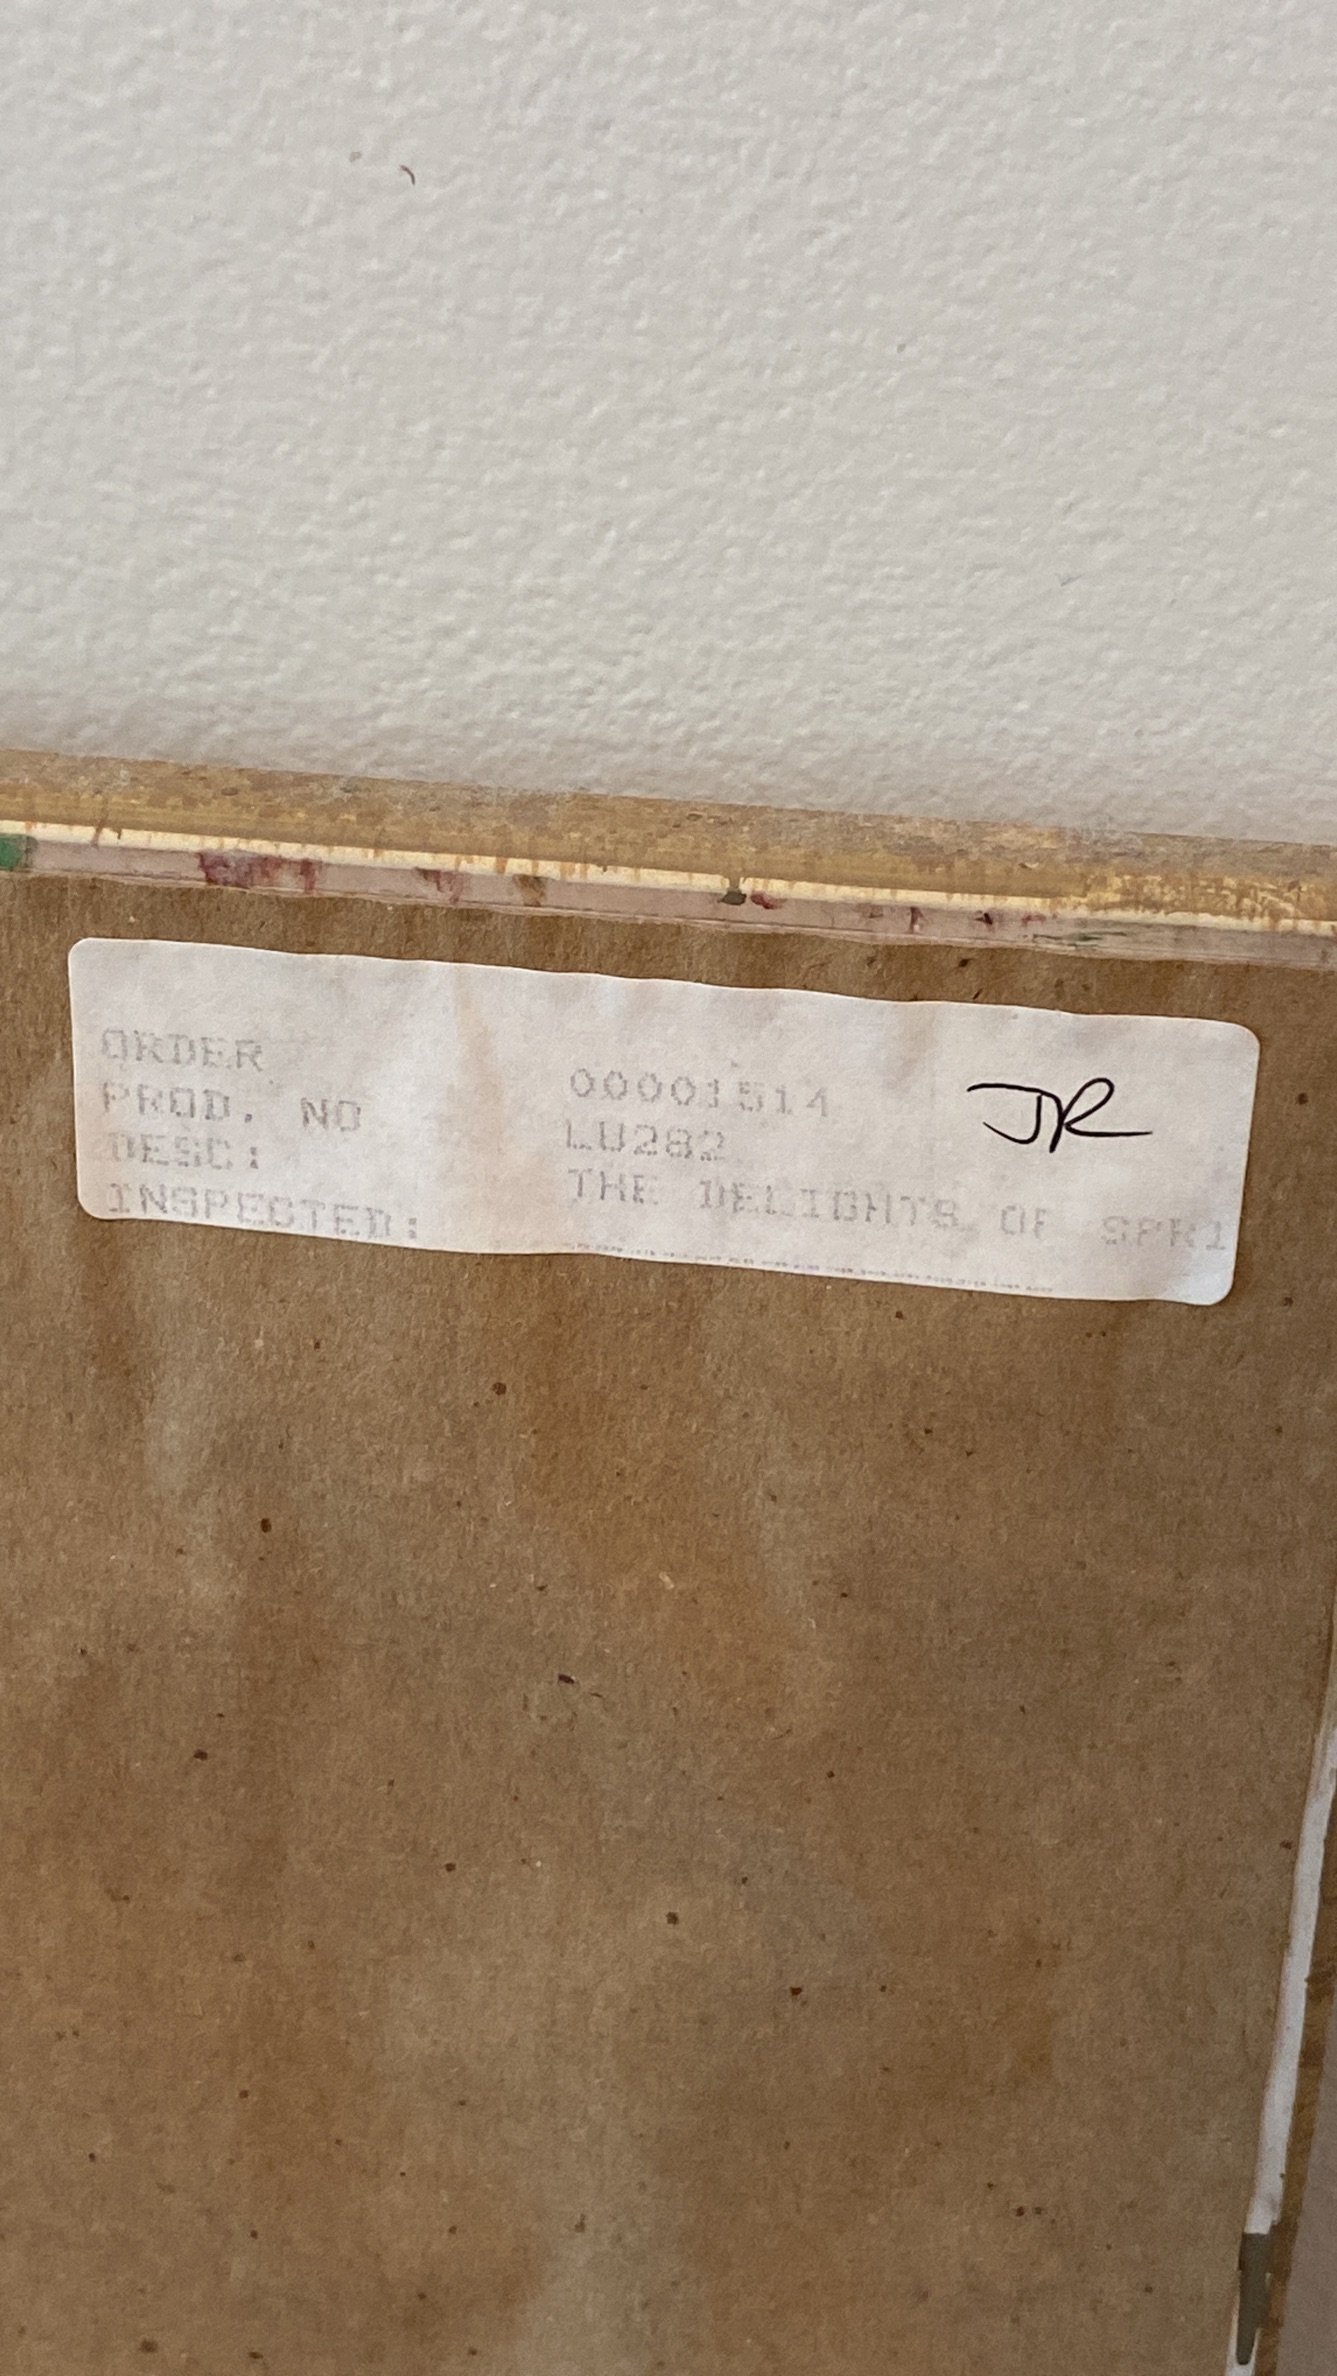 ORDER 00001514 JR
PROD. NO LU282
DESC: THE DELIGHTS OF SPRI
INSPECTED: